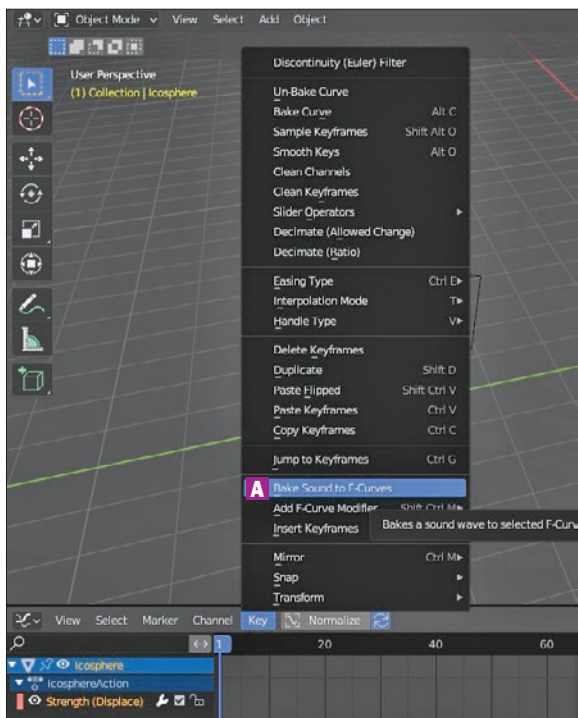 Object Mode View Select Add Object
User Perspective
(1) Collection | Icosphere
Discontinuity (Euler) Filter
Un-Bake Curve
Bake Curve Alt C
Sample Keyframes Shift Alt O
Smooth Keys Alt O
Clean Channels
Clean Keyframes
Slider Operators
Decimate (Allowed Change)
Decimate (Ratio)
Easing Type Ctrl E
Interpolation Mode T
Handle Type V
Delete Keyframes
Duplicate Shift D
Paste Flipped Shift Ctrl V
Paste Keyframes Ctrl V
Copy Keyframes Ctrl C
Jump to Keyframes Ctrl G
A Bake Sound to F-Curves
Add F-Curve Modifier Shift Ctrl M
Bakes a sound wave to selected F-Curv
Insert Keyframes
Mirror Ctrl M
Snap
Transform
View Select Marker Channel Key Normalize
1 20 40 60
Icosphere
IcosphereAction
Strength (Displace)